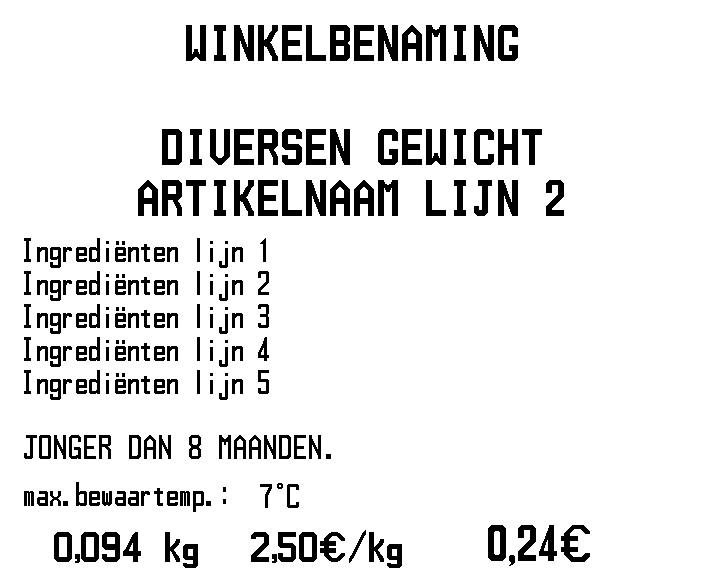 WINKELBENAMING
DIVERSEN GEWICHT
ARTIKELNAAM LIJN 2
Ingrediënten lijn 1
Ingrediënten lijn 2
Ingrediënten lijn 3
Ingrediënten lijn 4
Ingrediënten lijn 5
JONGER DAN 8 MAANDEN.
max.bewaartemp.: 7°C
0,094 kg 2,50€/kg 0,24€